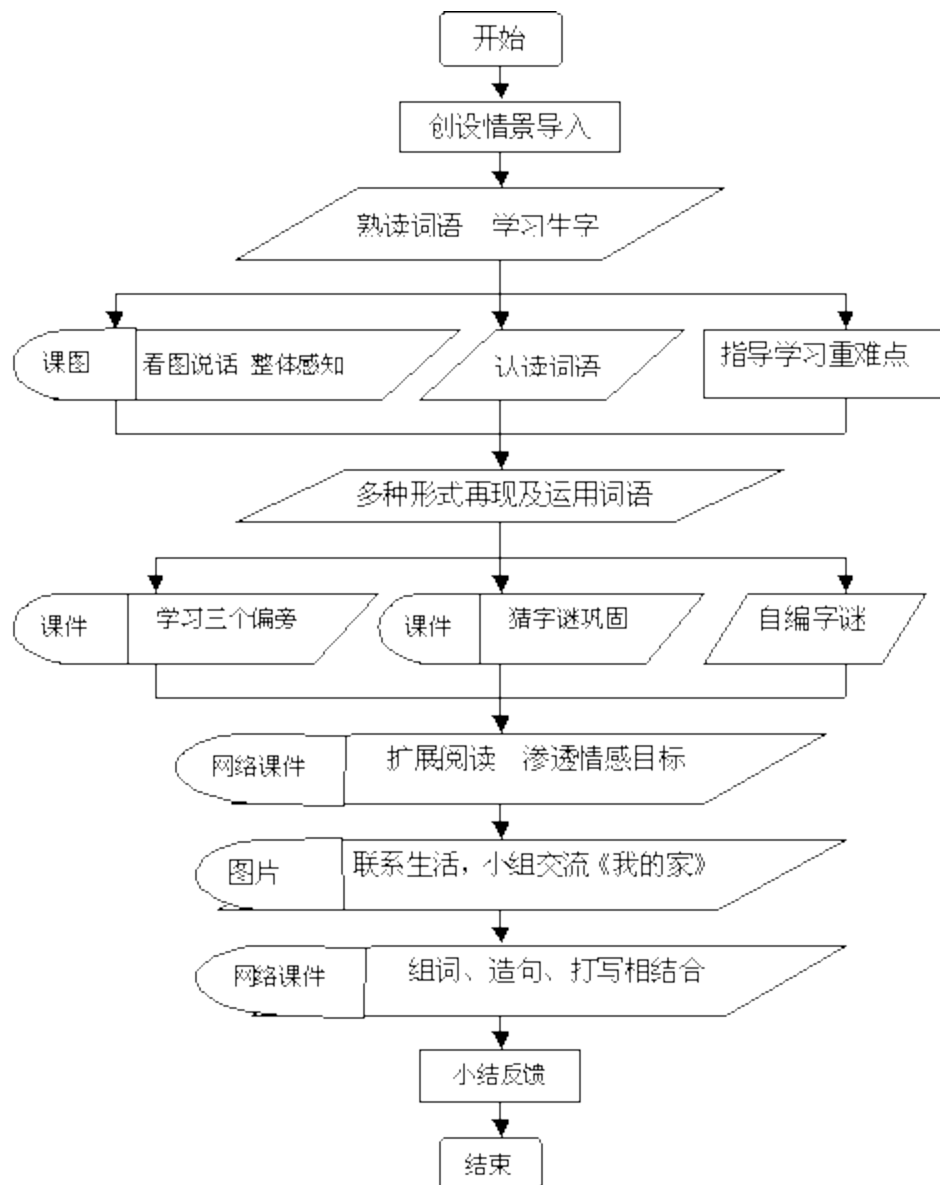 开始
创设情景导入
熟读词语 学习生字
课图 看图说话 整体感知
认读词语
指导学习重难点
多种形式再现及运用词语
课件 学习三个偏旁
课件 猜字谜巩固
自编字谜
网络课件 扩展阅读 渗透情感目标
图片 联系生活，小组交流《我的家》
网络课件 组词、造句、打写相结合
小结反馈
结束